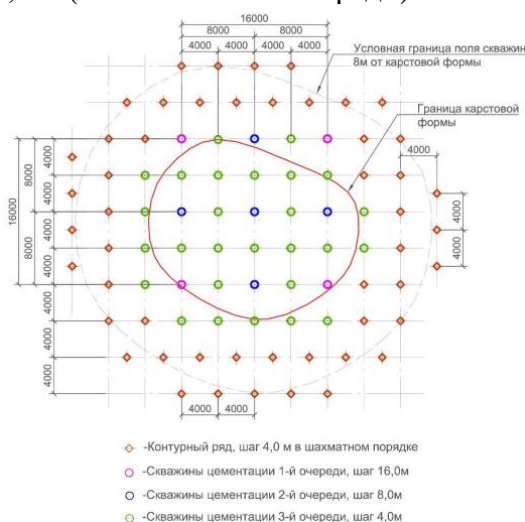 16000
8000 8000
4000 4000 4000 4000
Условная граница поля скважин
8м от карстовой формы
Граница карстовой
формы
4000
16000
8000
8000
4000
4000
4000
4000
4000
4000
4000
4000
4000
4000 4000
-Контурный ряд, шаг 4,0 м в шахматном порядке
-Скважины цементации 1-й очереди, шаг 16,0м
-Скважины цементации 2-й очереди, шаг 8,0м
-Скважины цементации 3-й очереди, шаг 4,0м